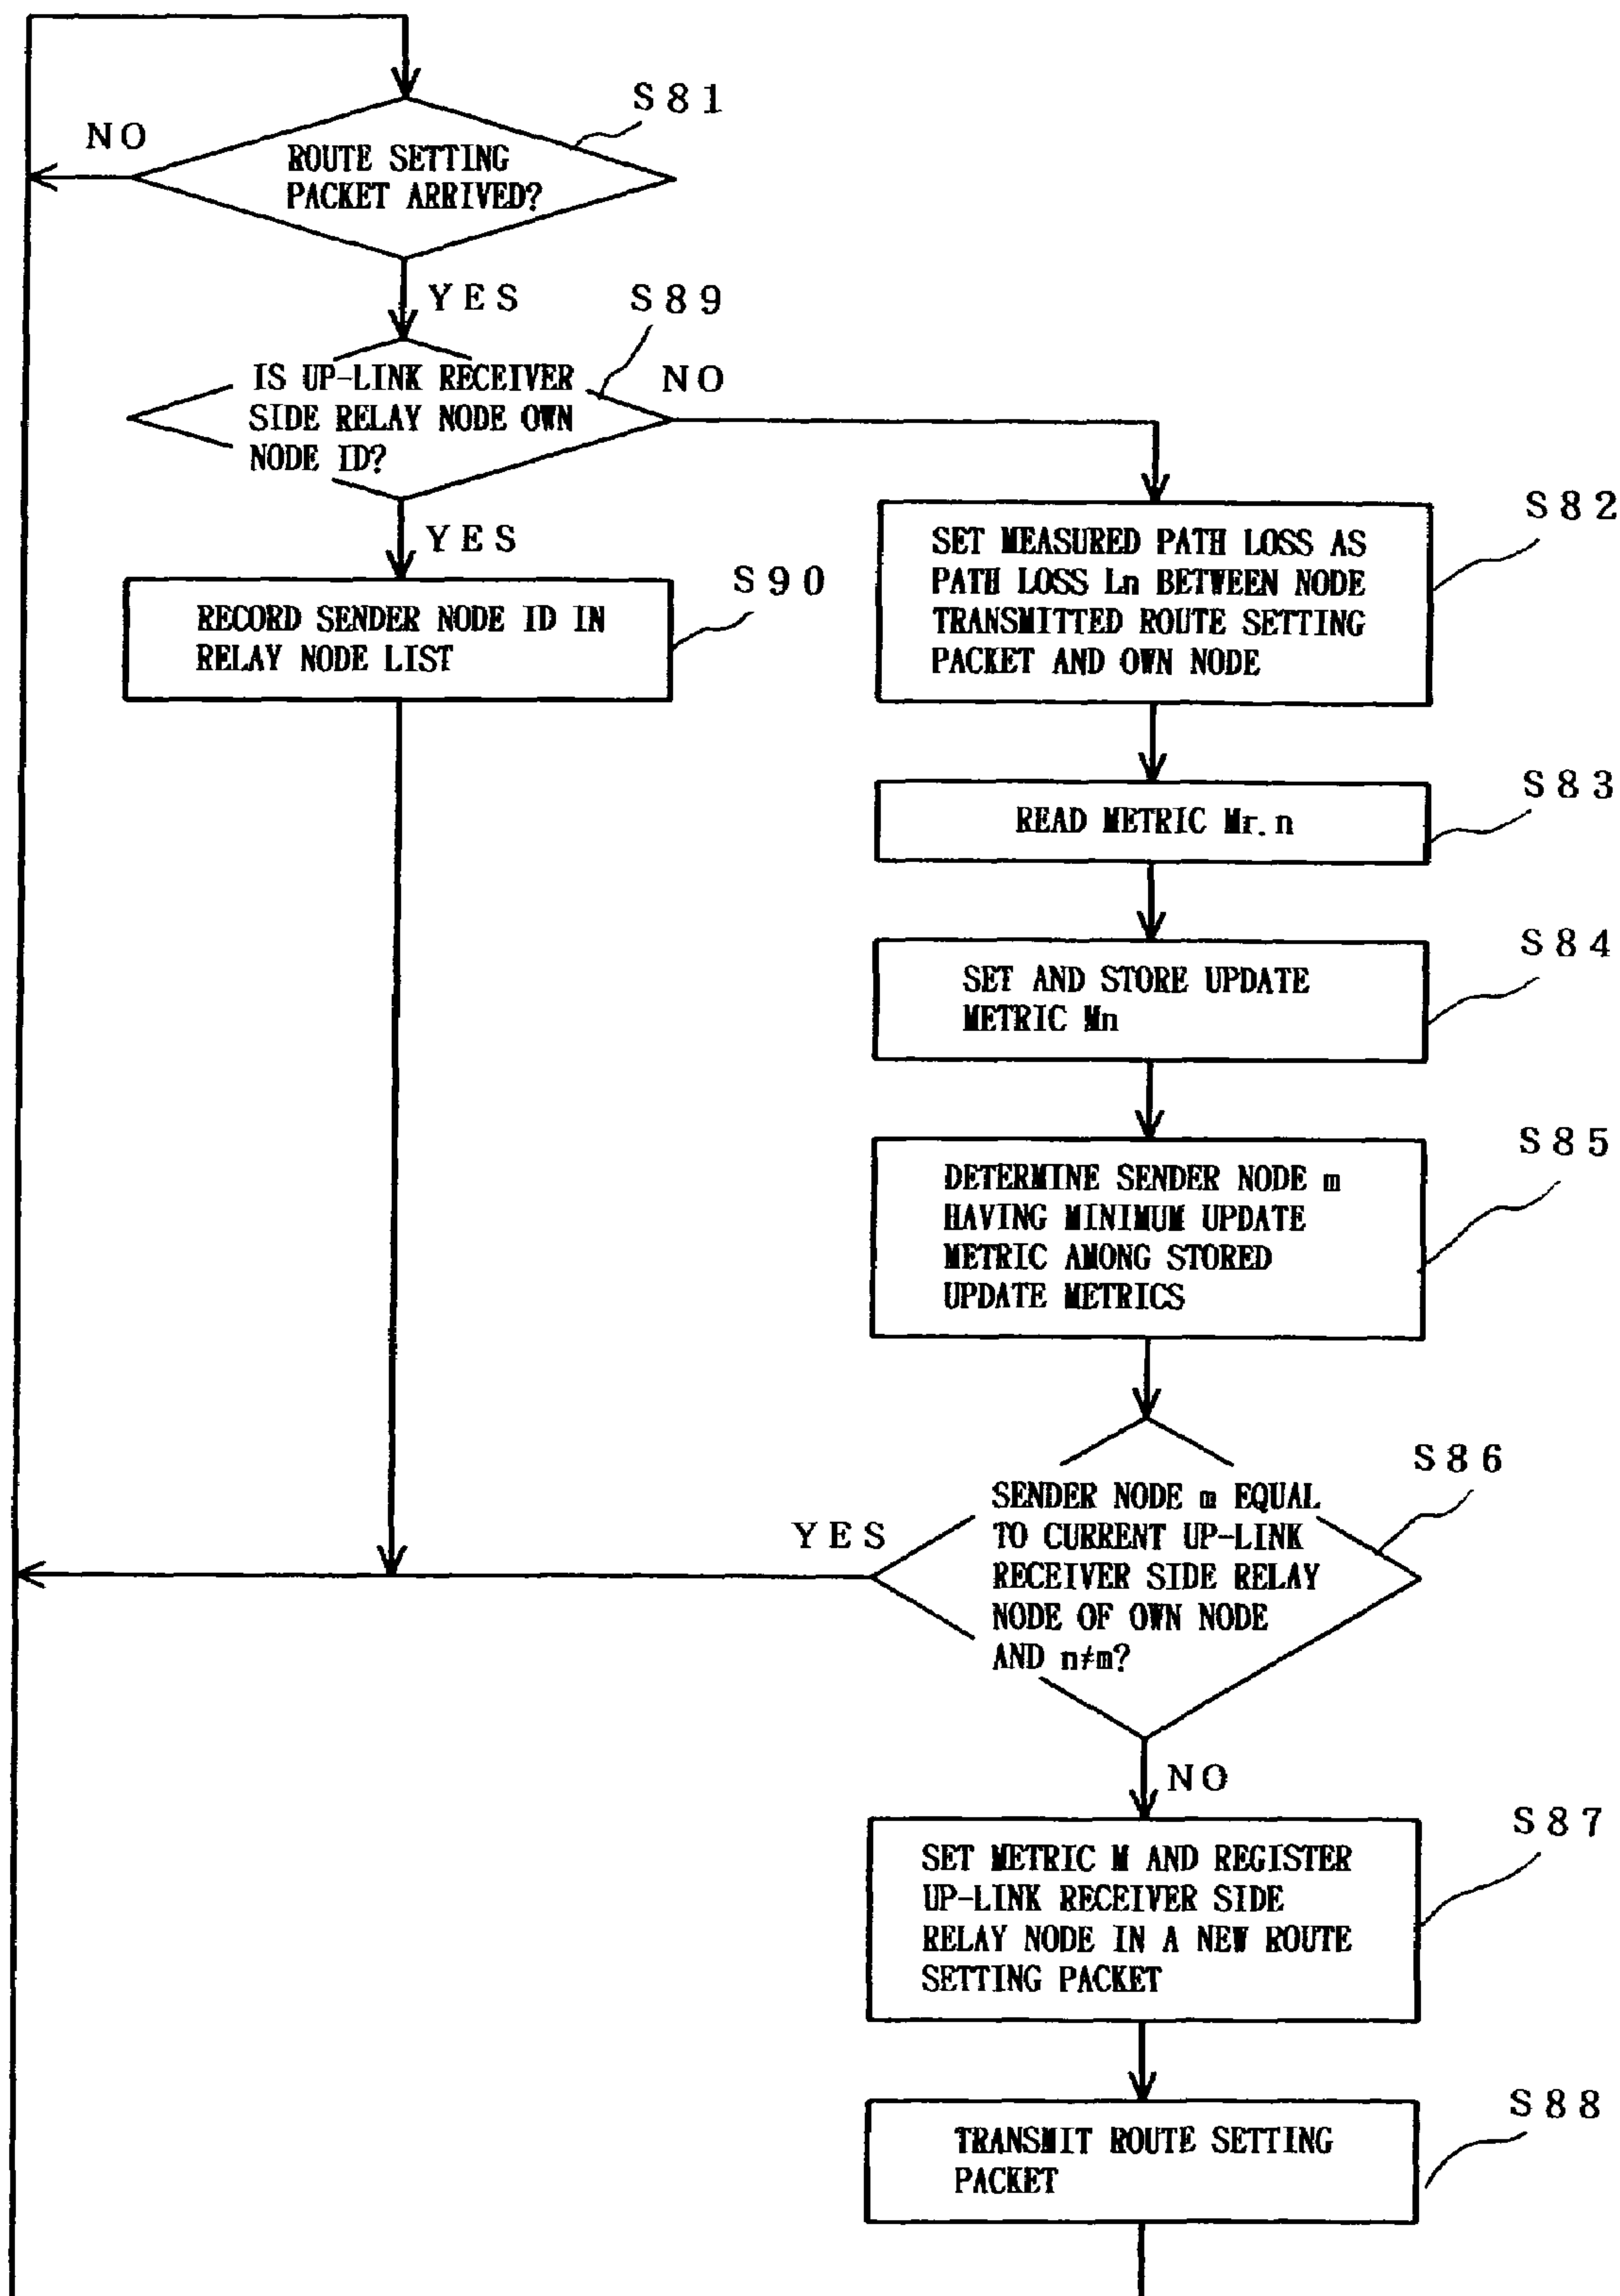 S81
NO
ROUTE SETTING
PACKET ARRIVED?
YES
S89
IS UP-LINK RECEIVER
SIDE RELAY NODE OWN
NODE ID?
NO
YES
S90
RECORD SENDER NODE ID IN
RELAY NODE LIST
S82
SET MEASURED PATH LOSS AS
PATH LOSS Ln BETWEEN NODE
TRANSMITTED ROUTE SETTING
PACKET AND OWN NODE
S83
READ METRIC Mr.n
S84
SET AND STORE UPDATE
METRIC Mn
S85
DETERMINE SENDER NODE m
HAVING MINIMUM UPDATE
METRIC AMONG STORED
UPDATE METRICS
S86
YES
SENDER NODE m EQUAL
TO CURRENT UP-LINK
RECEIVER SIDE RELAY
NODE OF OWN NODE
AND n≠m?
NO
S87
SET METRIC M AND REGISTER
UP-LINK RECEIVER SIDE
RELAY NODE IN A NEW ROUTE
SETTING PACKET
S88
TRANSMIT ROUTE SETTING
PACKET